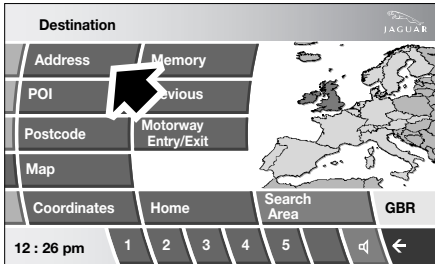 Destination
JAGUAR
Address Memory
POI
Postcode Motorway
Entry/Exit
Map
Coordinates Home Search
Area GBR
12 : 26 pm 1 2 3 4 5